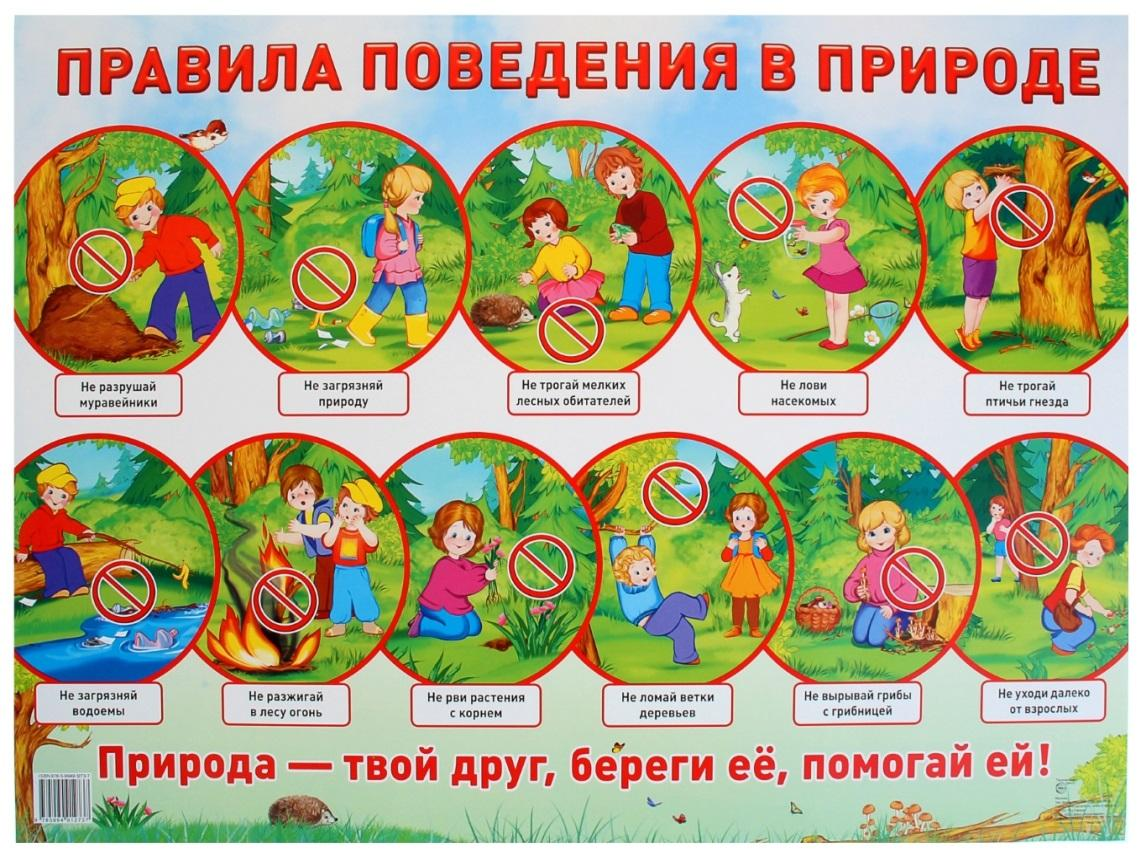 ПРАВИЛА ПОВЕДЕНИЯ В ПРИРОДЕ
Не разрушай
муравейники
Не загрязняй
природу
Не трогай мелких
лесных обитателей
Не лови
насекомых
Не трогай
птичьи гнезда
Не загрязняй
водоемы
Не разжигай
в лесу огонь
Не рви растения
с корнем
Не ломай ветки
деревьев
Не вырывай грибы
с грибницей
Не уходи далеко
от взрослых
Природа — твой друг, береги её, помогай ей!